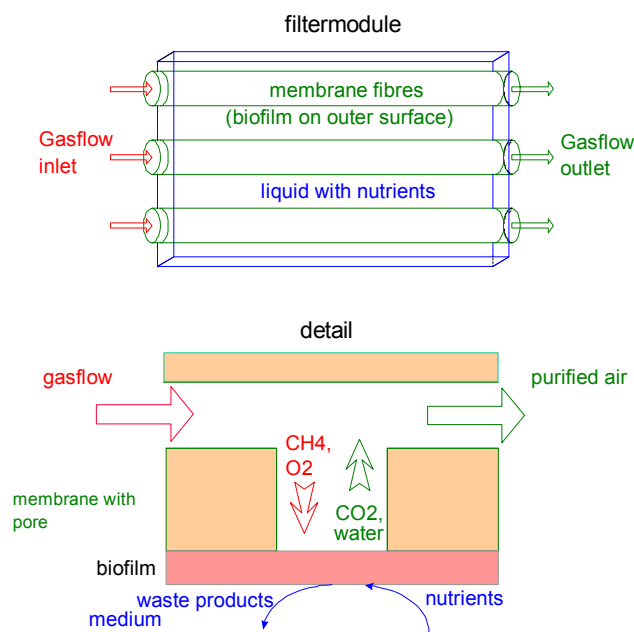 filtermodule
membrane fibres
(biofilm on outer surface)
Gasflow
inlet
Gasflow
outlet
liquid with nutrients
detail
gasflow
purified air
CH4,
O2
CO2,
water
membrane with
pore
biofilm
waste products
nutrients
medium